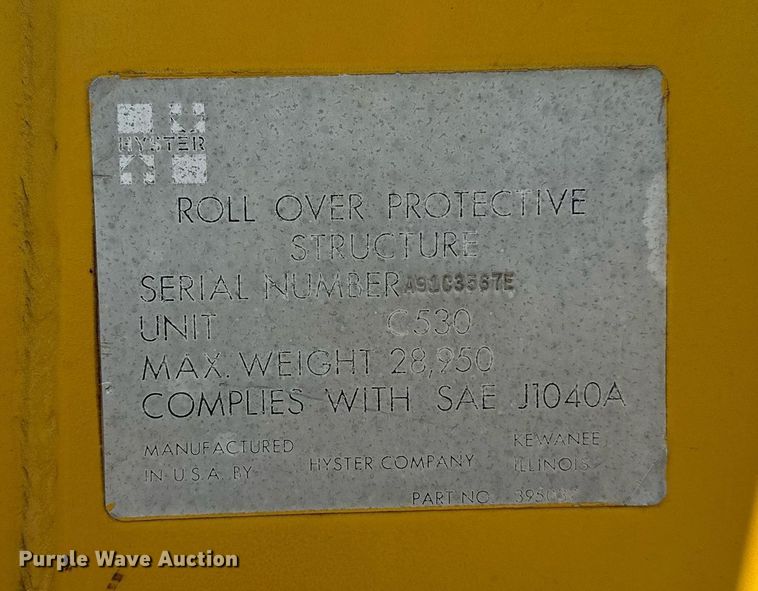 HYSTER
ROLL OVER PROTECTIVE
STRUCTURE
SERIAL NUMBER A91C3567E
UNIT C530
MAX. WEIGHT 28,950
COMPLIES WITH SAE J1040A
MANUFACTURED
IN U.S.A. BY
HYSTER COMPANY
KEWANEE
ILLINOIS
PART NO.
Purple Wave Auction